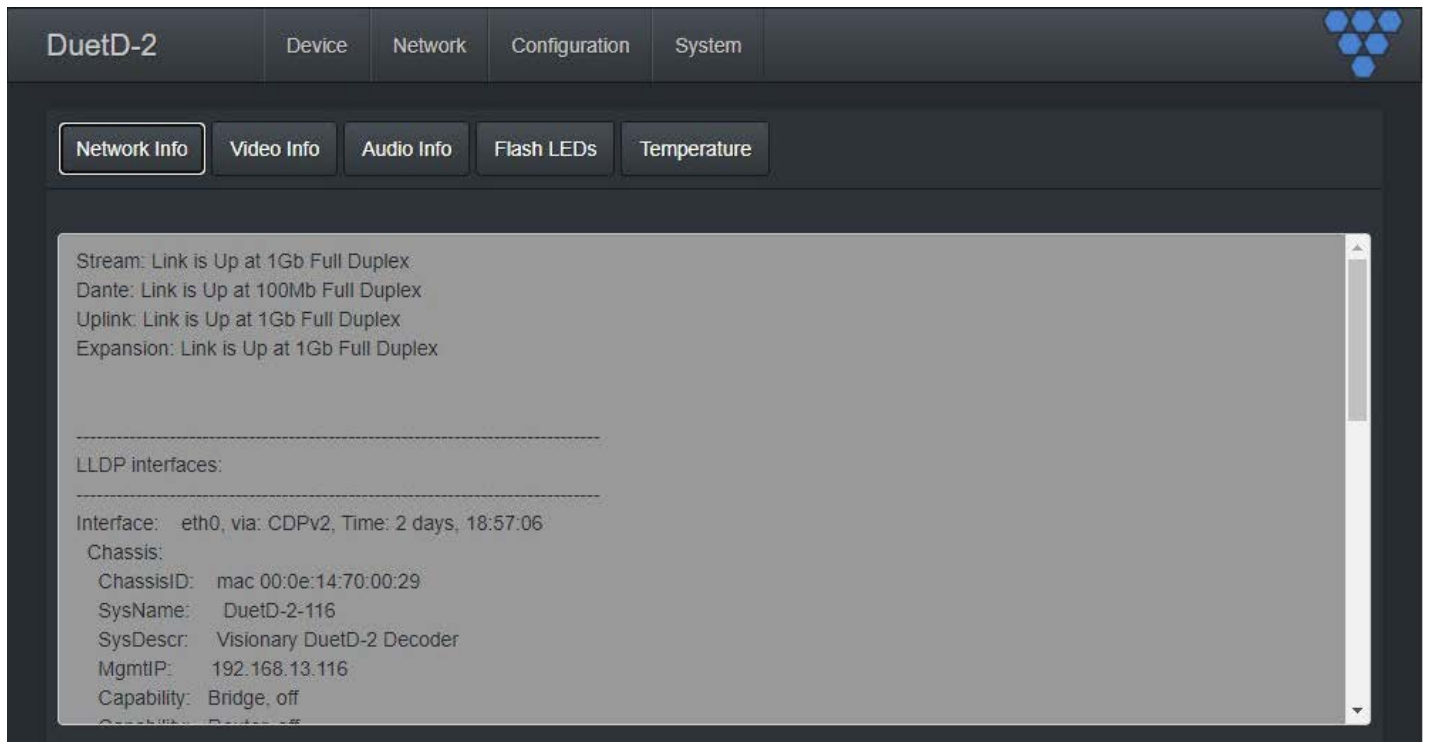 DuetD-2 Device Network Configuration System
Network Info Video Info Audio Info Flash LEDs Temperature
Stream: Link is Up at 1Gb Full Duplex
Dante: Link is Up at 100Mb Full Duplex
Uplink: Link is Up at 1Gb Full Duplex
Expansion: Link is Up at 1Gb Full Duplex
-------------------------------------------------------------------------------
LLDP interfaces:
-------------------------------------------------------------------------------
Interface: eth0, via: CDPv2, Time: 2 days, 18:57:06
Chassis:
ChassisID: mac 00:0e:14:70:00:29
SysName: DuetD-2-116
SysDescr: Visionary DuetD-2 Decoder
MgmtIP: 192.168.13.116
Capability: Bridge, off